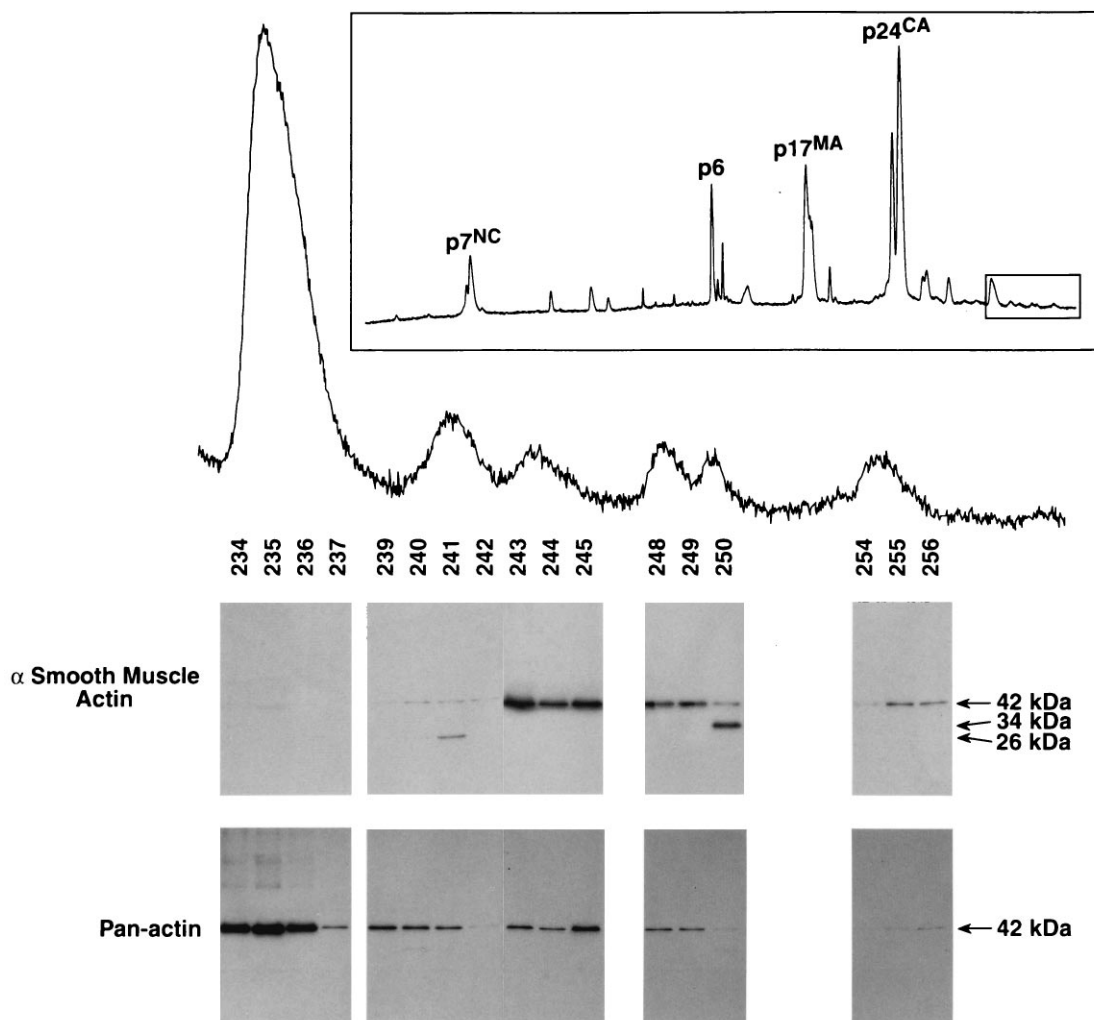 p24CA
p17MA
p6
p7NC
234 235 236 237 239 240 241 242 243 244 245 248 249 250 254 255 256
α Smooth Muscle
Actin
42 kDa
34 kDa
26 kDa
Pan-actin
42 kDa